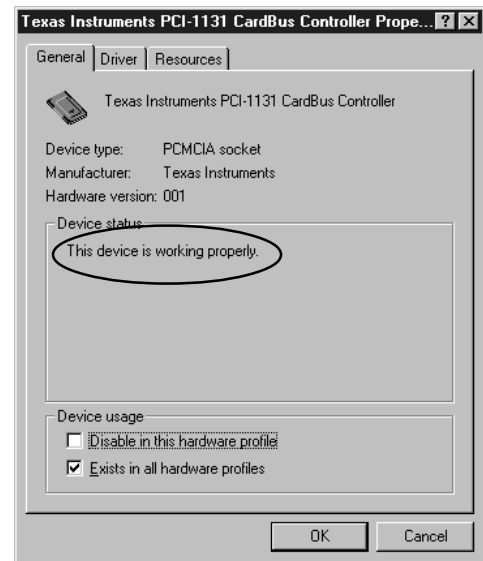 Texas Instruments PCI-1131 CardBus Controller Prope... ? X
General Driver Resources
Texas Instruments PCI-1131 CardBus Controller
Device type: PCMCIA socket
Manufacturer: Texas Instruments
Hardware version: 001
Device status
This device is working properly.
Device usage
Disable in this hardware profile
Exists in all hardware profiles
OK Cancel